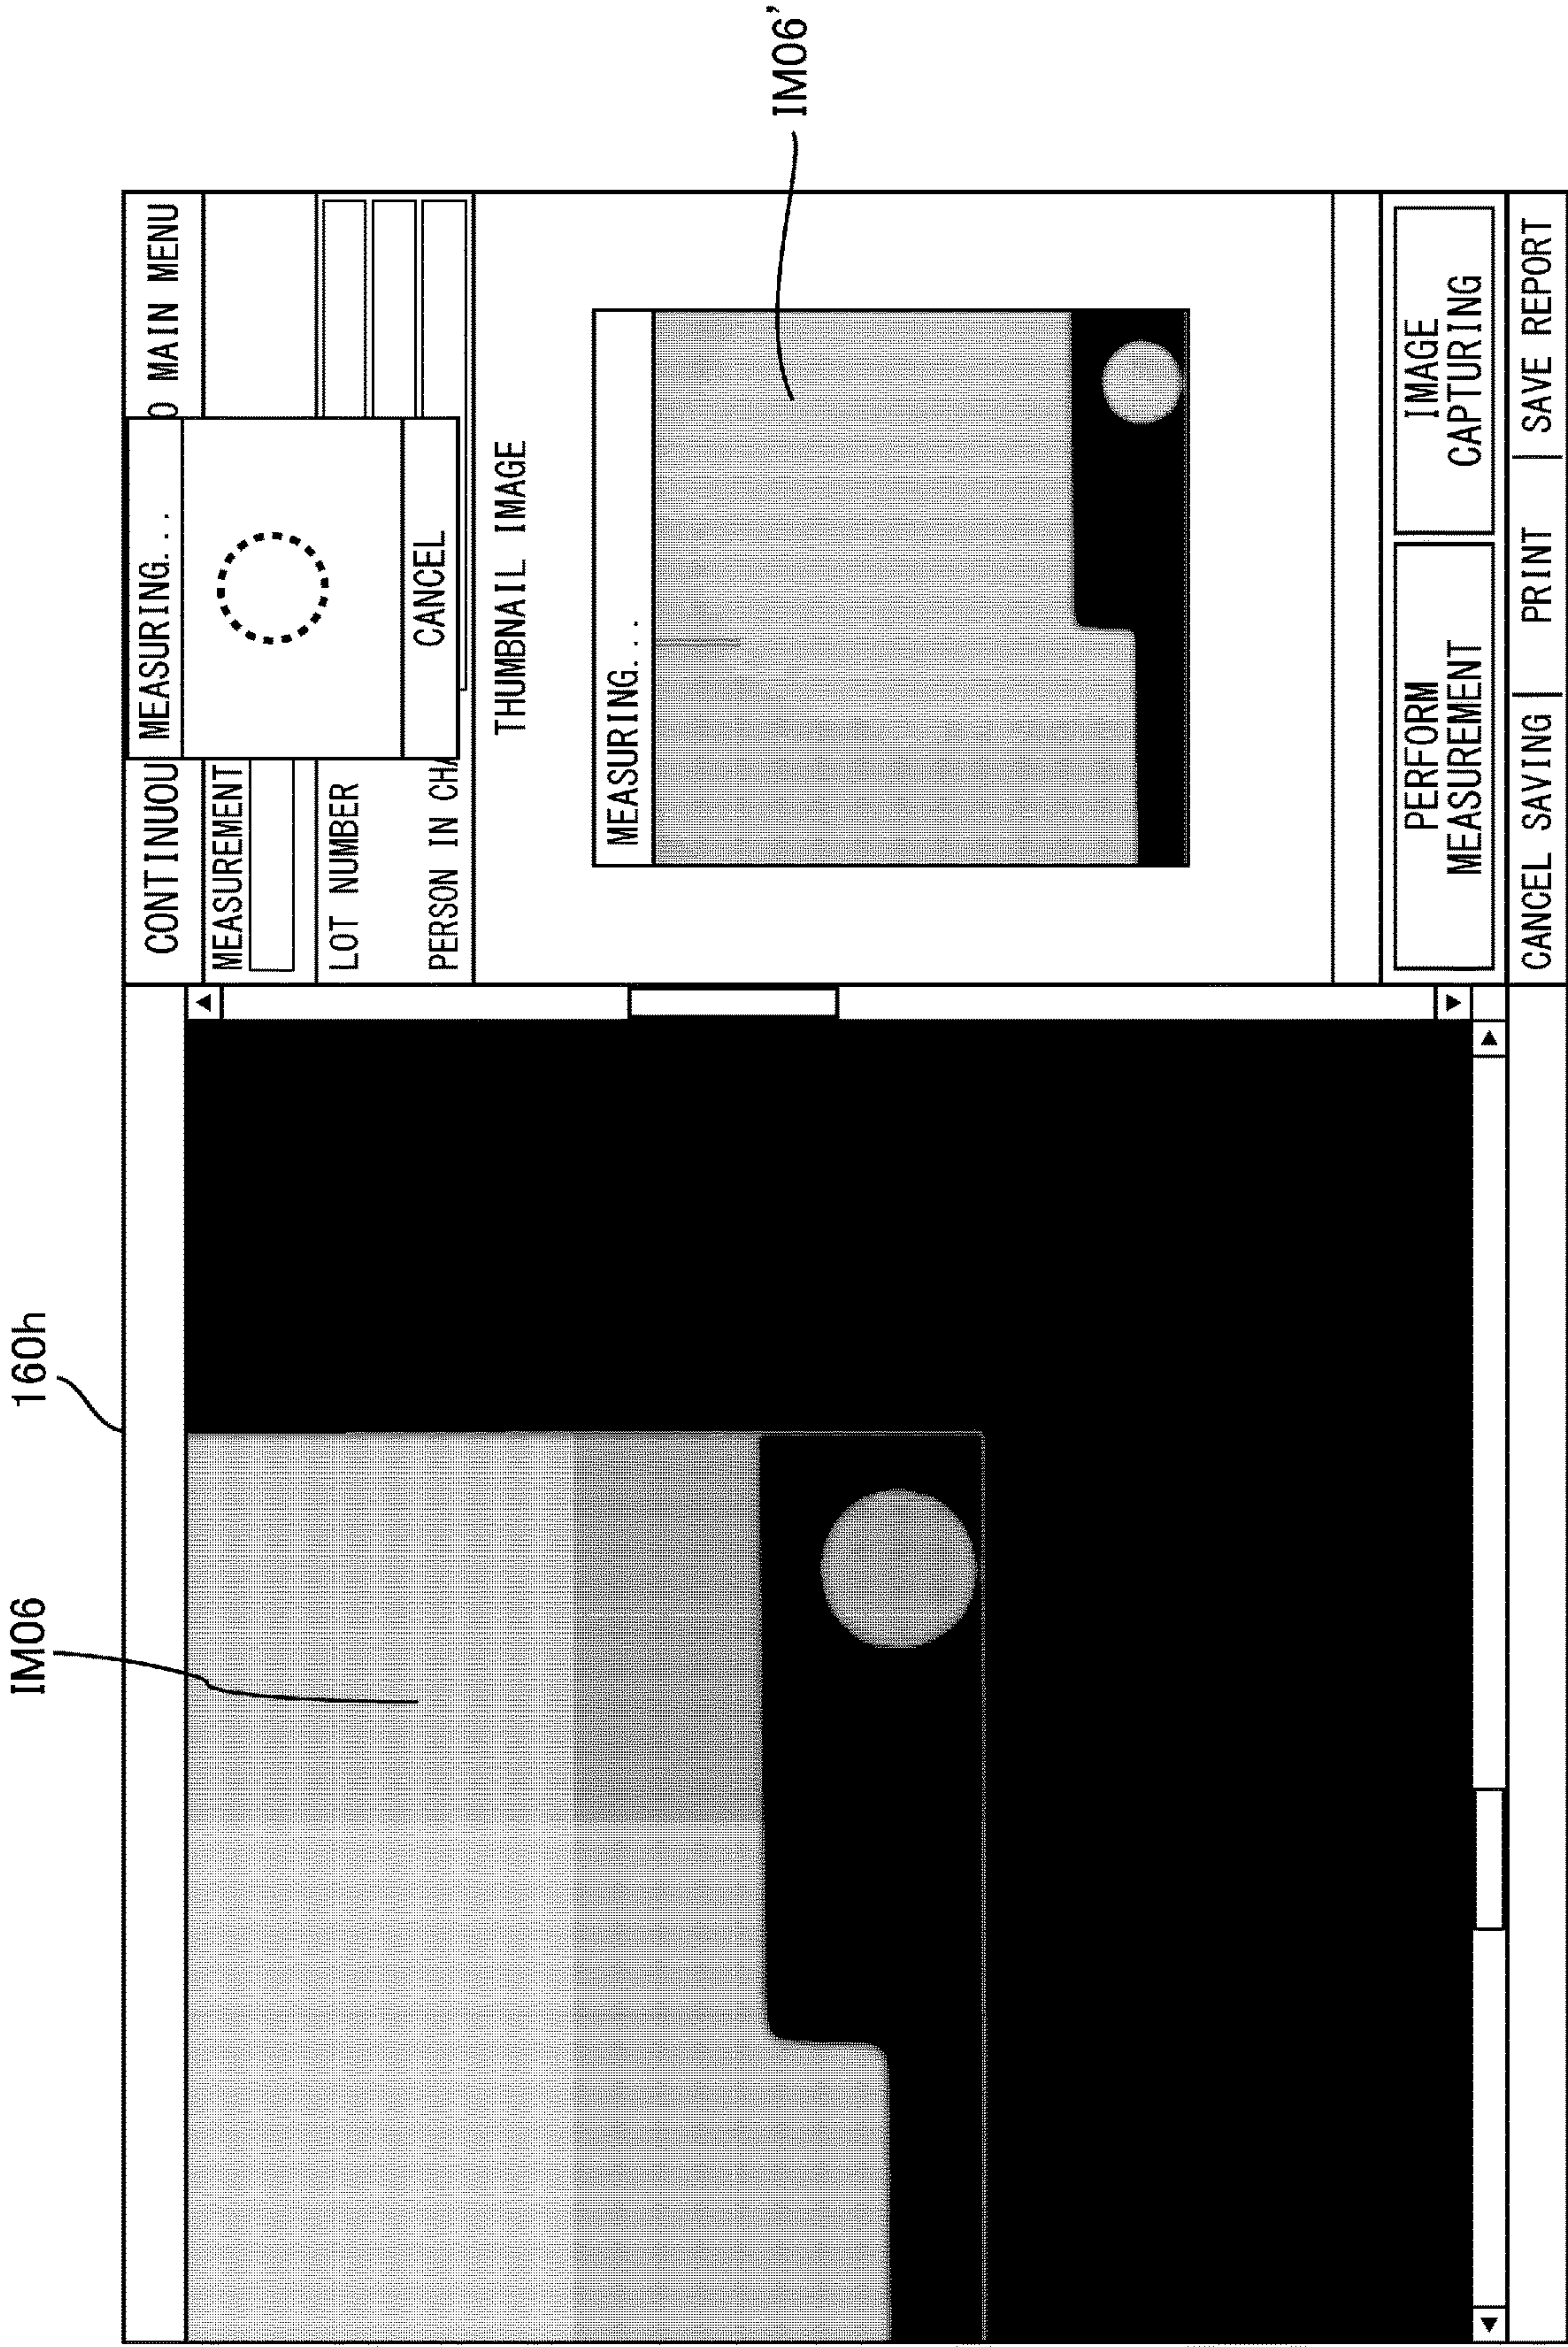 160h
IM06
CONTINUOU
O MAIN MENU
MEASURING...
MEASUREMENT
LOT NUMBER
CANCEL
PERSON IN CHA
THUMBNAIL IMAGE
MEASURING...
IM06'
PERFORM
MEASUREMENT
IMAGE
CAPTURING
CANCEL SAVING | PRINT | SAVE REPORT